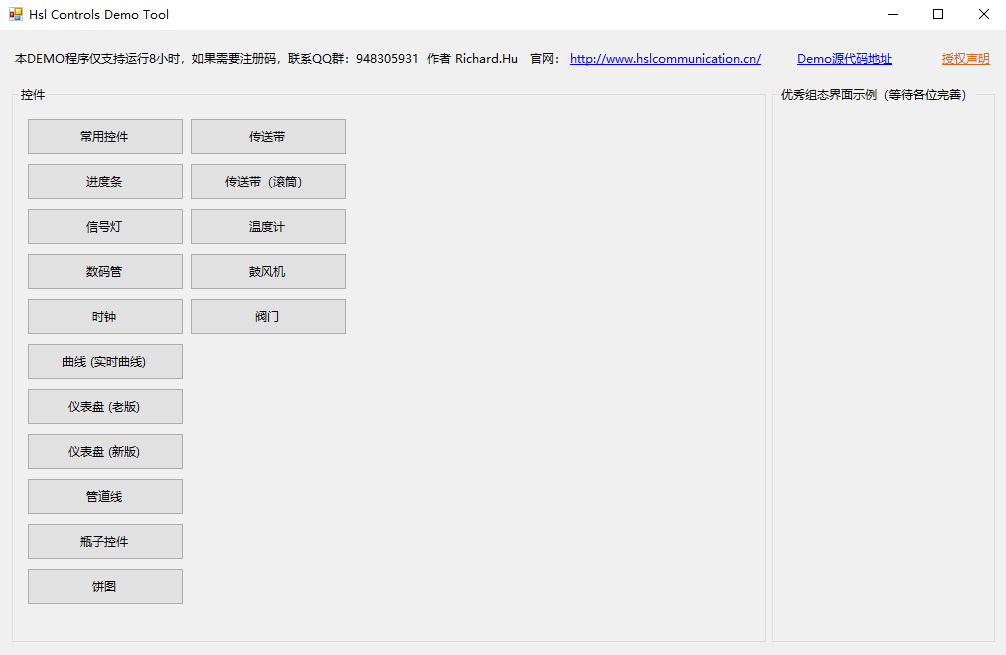 Hsl Controls Demo Tool
本DEMO程序仅支持运行8小时，如果需要注册码，联系QQ群：948305931 作者 Richard.Hu 官网： http://www.hslcommunication.cn/ Demo源代码地址 授权声明
控件
优秀组态界面示例（等待各位完善）
常用控件 传送带
进度条 传送带（滚筒）
信号灯 温度计
数码管 鼓风机
时钟 阀门
曲线 (实时曲线)
仪表盘 (老版)
仪表盘 (新版)
管道线
瓶子控件
饼图